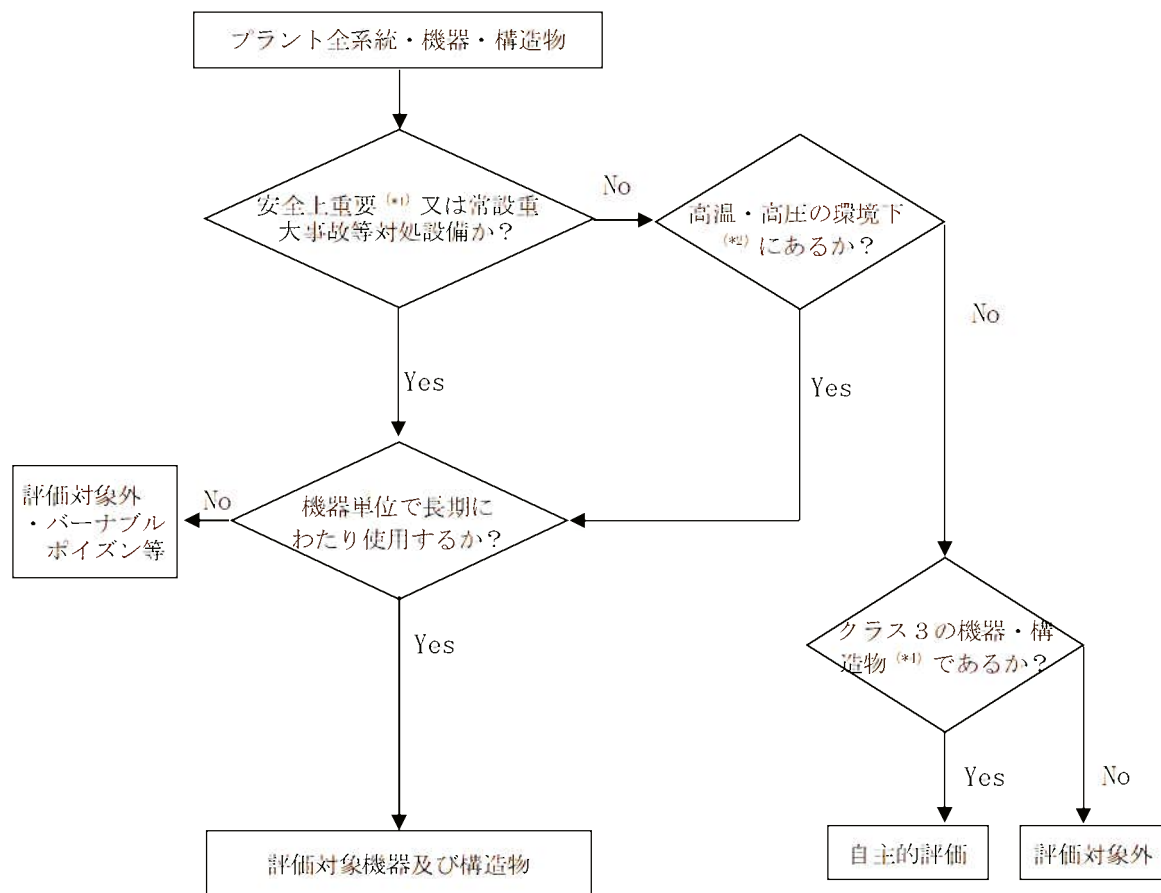 プラント全系統・機器・構造物
安全上重要(*1)又は常設重
大事故等対処設備か？
No
高温・高圧の環境下
(*2)にあるか？
No
Yes
Yes
評価対象外
・バーナブル
ポイズン等
No
機器単位で長期に
わたり使用するか？
Yes
クラス３の機器・構
造物(*1)であるか？
Yes
No
評価対象機器及び構造物
自主的評価
評価対象外